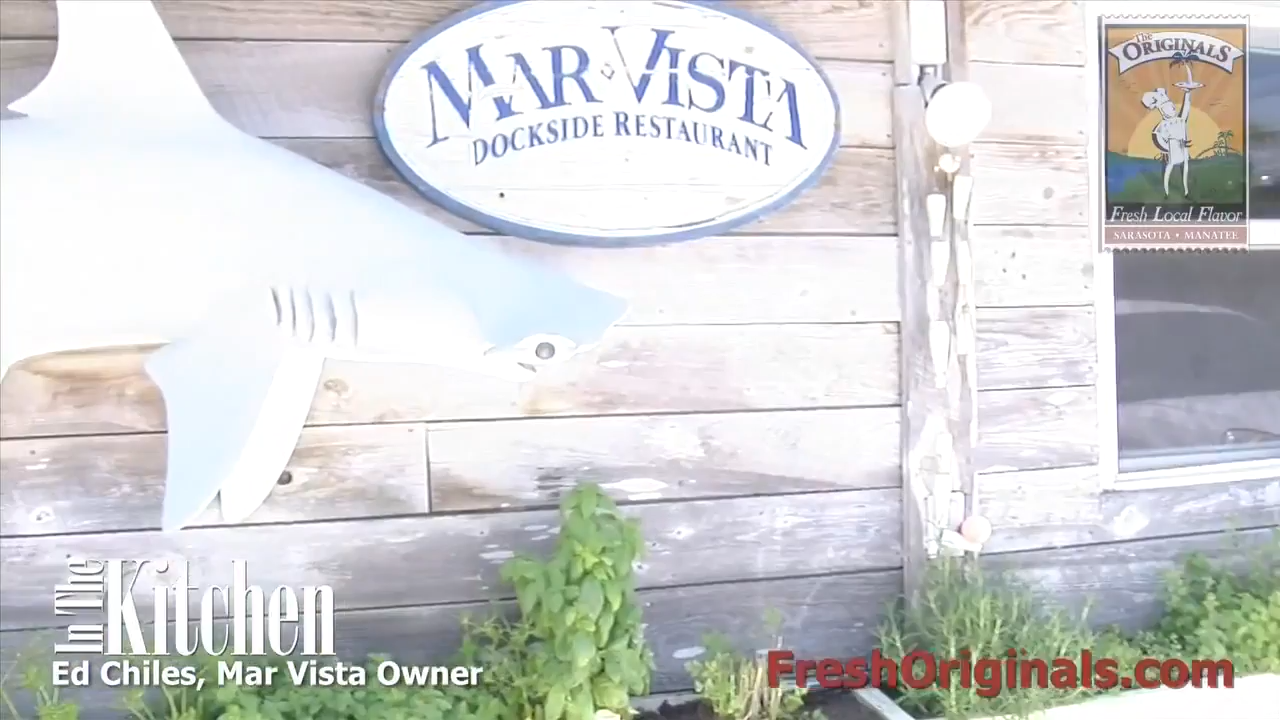 MAR VISTA
DOCKSIDE RESTAURANT
The
ORIGINALS
Fresh Local Flavor
SARASOTA • MANATEE
In The
Kitchen
Ed Chiles, Mar Vista Owner
FreshOriginals.com